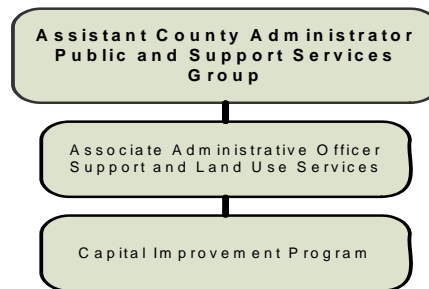 Assistant County Administrator
Public and Support Services
Group
Associate Administrative Officer
Support and Land Use Services
Capital Improvement Program